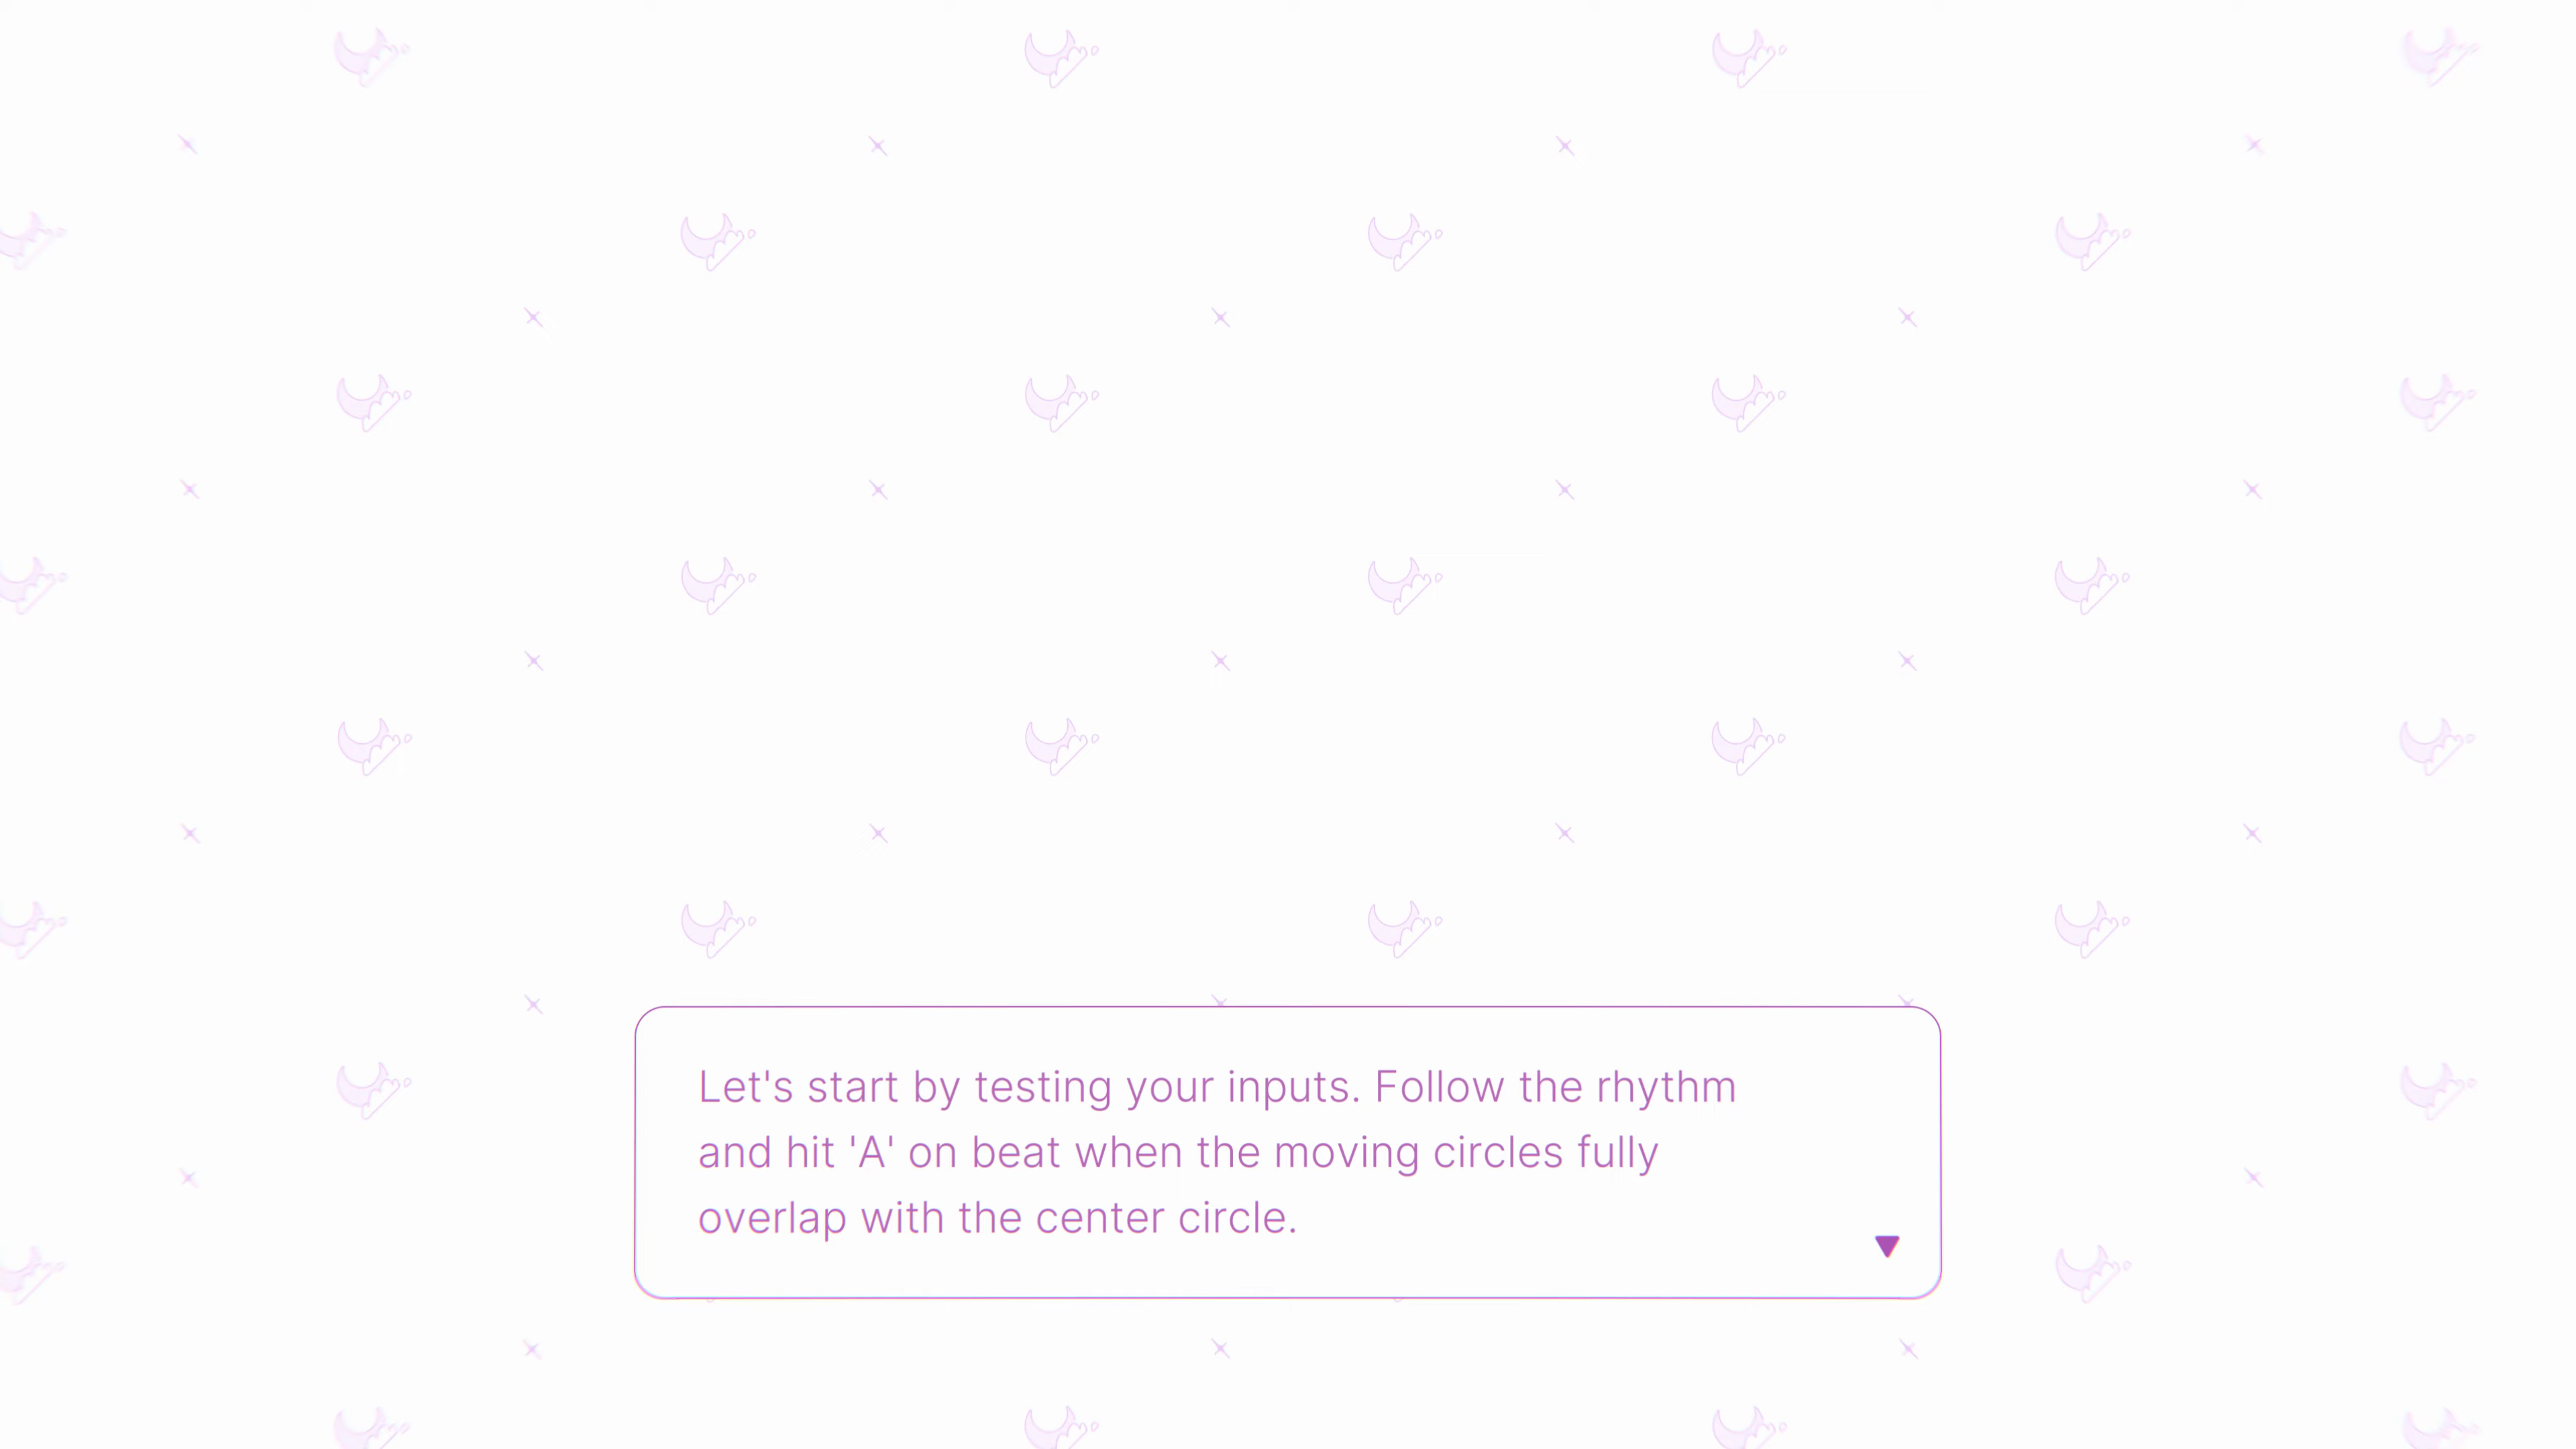 Let's start by testing your inputs. Follow the rhythm
and hit 'A' on beat when the moving circles fully
overlap with the center circle.